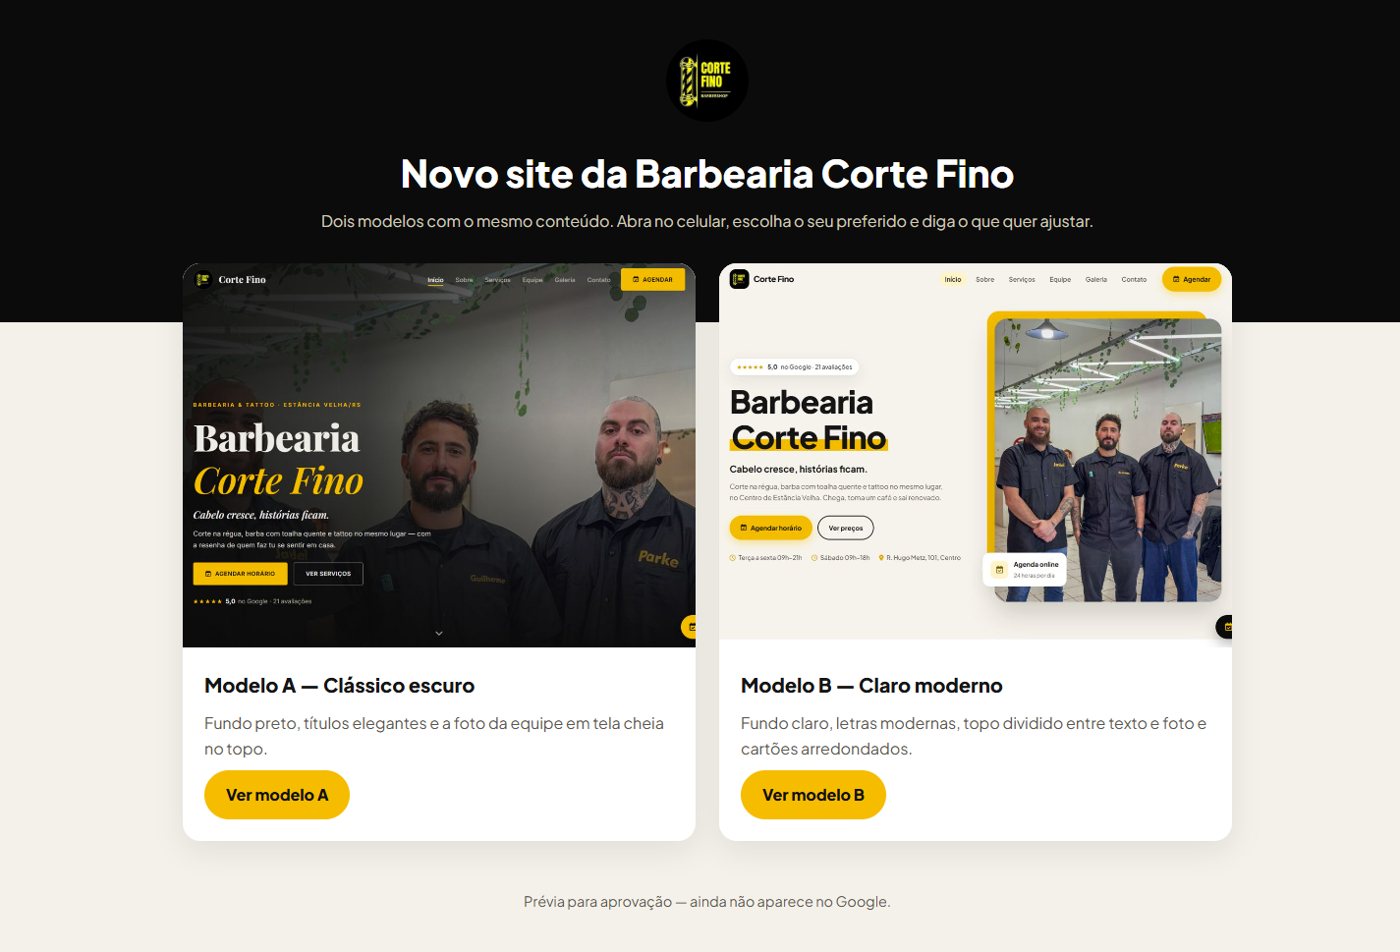 CORTE
FINO
BARBERSHOP
Novo site da Barbearia Corte Fino
Dois modelos com o mesmo conteúdo. Abra no celular, escolha o seu preferido e diga o que quer ajustar.
Corte Fino
Início Sobre Serviços Equipe Galeria Contato AGENDAR
BARBEARIA & TATTOO · ESTÂNCIA VELHA/RS
Barbearia
Corte Fino
Cabelo cresce, histórias ficam.
Corte na régua, barba com toalha quente e tattoo no mesmo lugar — com
a resenha de quem faz tu se sentir em casa.
AGENDAR HORÁRIO VER SERVIÇOS
★★★★★ 5,0 no Google · 21 avaliações
Guilherme
Parke
Modelo A — Clássico escuro
Fundo preto, títulos elegantes e a foto da equipe em tela cheia
no topo.
Ver modelo A
Corte Fino
Início Sobre Serviços Equipe Galeria Contato Agendar
★★★★★ 5,0 no Google · 21 avaliações
Barbearia
Corte Fino
Cabelo cresce, histórias ficam.
Corte na régua, barba com toalha quente e tattoo no mesmo lugar,
no Centro de Estância Velha. Chega, toma um café e sai renovado.
Agendar horário Ver preços
Terça a sexta 09h–21h Sábado 09h–18h R. Hugo Metz, 101, Centro
Parke
Agenda online
24 horas por dia
Modelo B — Claro moderno
Fundo claro, letras modernas, topo dividido entre texto e foto e
cartões arredondados.
Ver modelo B
Prévia para aprovação — ainda não aparece no Google.